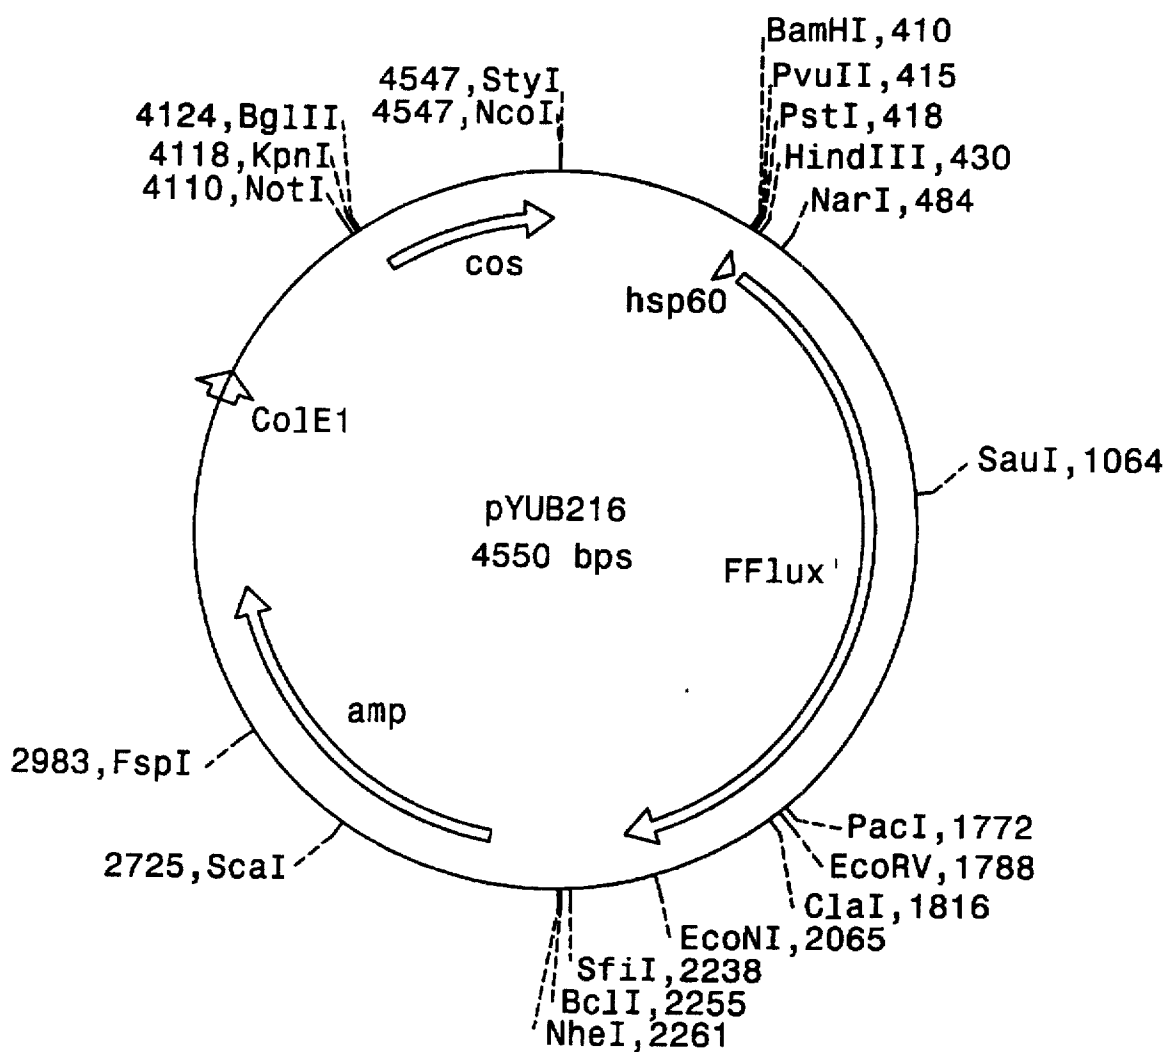 BamHI,410
PvuII,415
PstI,418
HindIII,430
NarI,484
4547,StyI
4547,NcoI
4124,BglII
4118,KpnI
4110,NotI
cos
hsp60
ColE1
SauI,1064
pYUB216
4550 bps
FFlux
amp
2983,FspI
2725,ScaI
PacI,1772
EcoRV,1788
ClaI,1816
EcoNI,2065
SfiI,2238
BclI,2255
NheI,2261